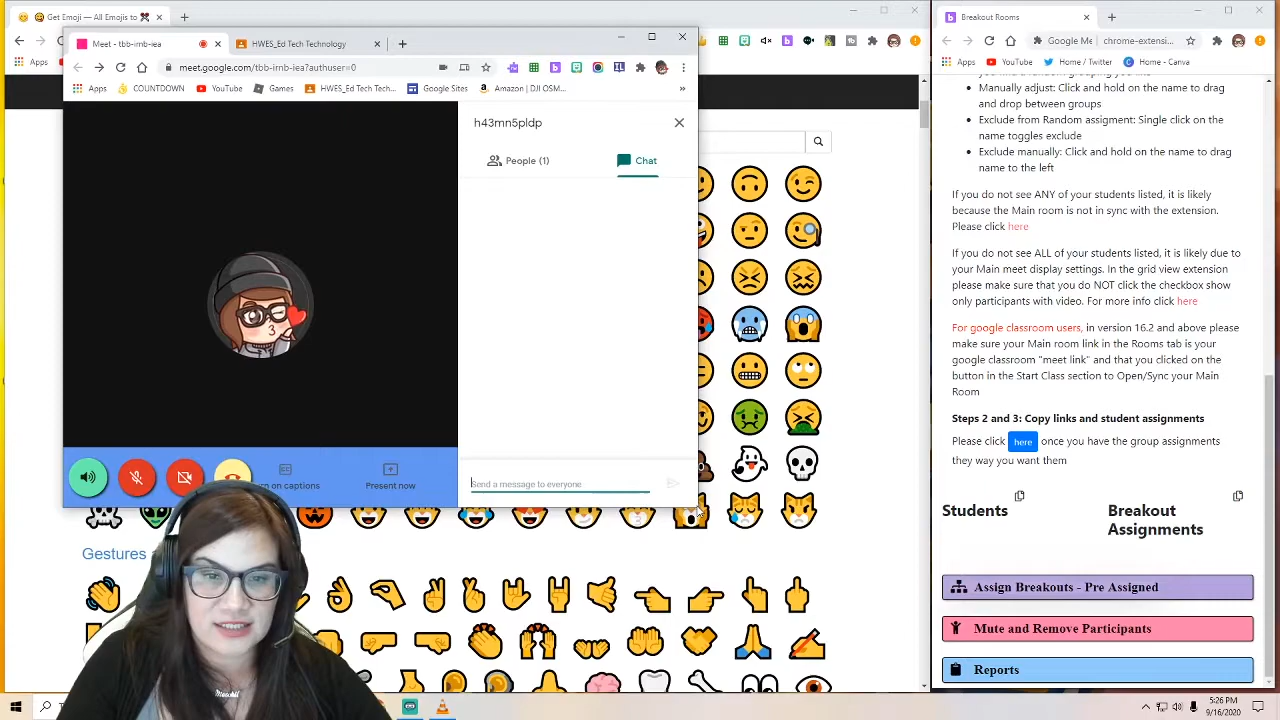 Get Emoji — All Emojis to
Meet - tbb-irnb-iea
HWES_Ed Tech Technology
meet.google.com/tbb-irnb-iea?authuser=0
Apps
Apps
COUNTDOWN
YouTube
Games
HWES_Ed Tech Tech...
Google Sites
Amazon | DJI OSM...
»
h43mn5pldp
People (1)
Chat
Send a message to everyone
rn on captions
Present now
Gestures
Breakout Rooms
Google Me
chrome-extensi...
Apps
YouTube
Home / Twitter
Home - Canva
• Manually adjust: Click and hold on the name to drag
and drop between groups
• Exclude from Random assigment: Single click on
the name toggles exclude
• Exclude manually: Click and hold on the name to drag
name to the left
If you do not see ANY of your students listed, it is likely
because the Main room is not in sync with the extension.
Please click here
If you do not see ALL of your students listed, it is likely due to
your Main meet display settings. In the grid view extension
please make sure that you do NOT click the checkbox show
only participants with video. For more info click here
For google classroom users, in version 16.2 and above please
make sure your Main room link in the Rooms tab is your
google classroom "meet link" and that you clicked on the
button in the Start Class section to Open/Sync your Main
Room
Steps 2 and 3: Copy links and student assignments
Please click here once you have the group assignments
they way you want them
Students
Breakout
Assignments
Assign Breakouts - Pre Assigned
Mute and Remove Participants
Reports
5:26 PM
9/16/2020